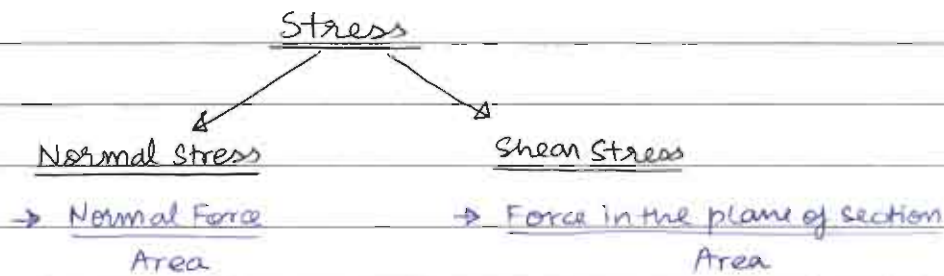 Stress
Normal Stress Shear Stress
→ Normal Force → Force in the plane of section
Area Area